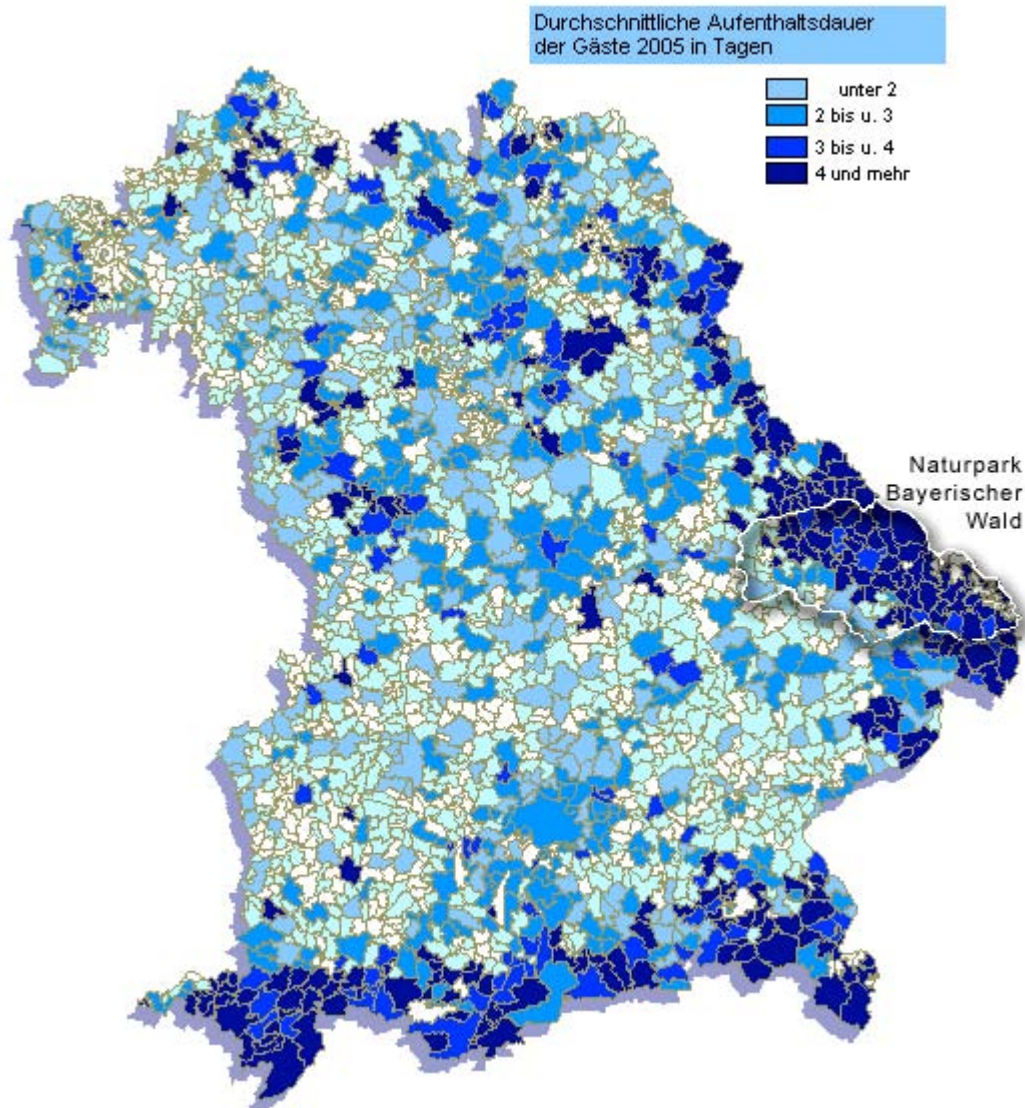 Durchschnittliche Aufenthaltsdauer
der Gäste 2005 in Tagen
unter 2
2 bis u. 3
3 bis u. 4
4 und mehr
Naturpark
Bayerischer
Wald